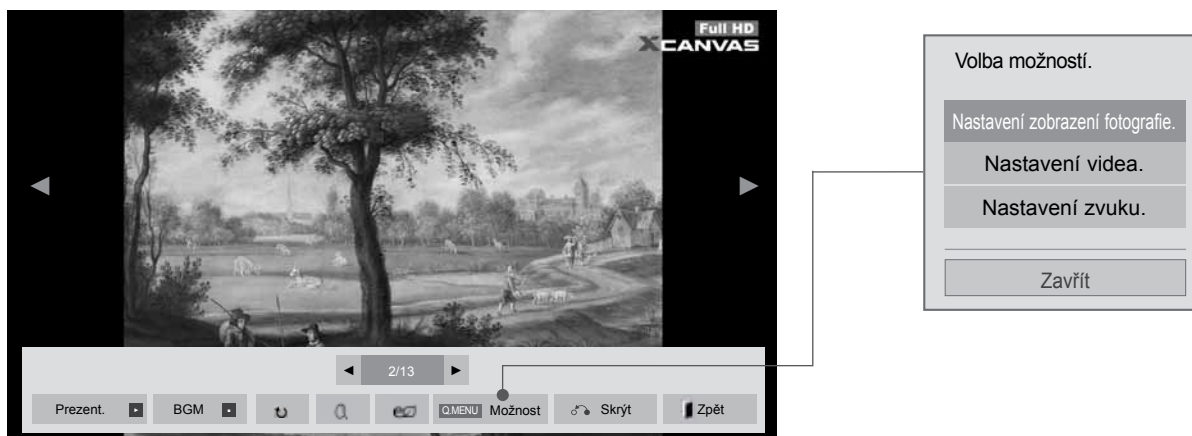 Full HD
XCANVAS
◄ 2/13 ►
Prezent. BGM Q.MENU Možnost Skrýt Zpět
Volba možností.
Nastavení zobrazení fotografie.
Nastavení videa.
Nastavení zvuku.
Zavřít